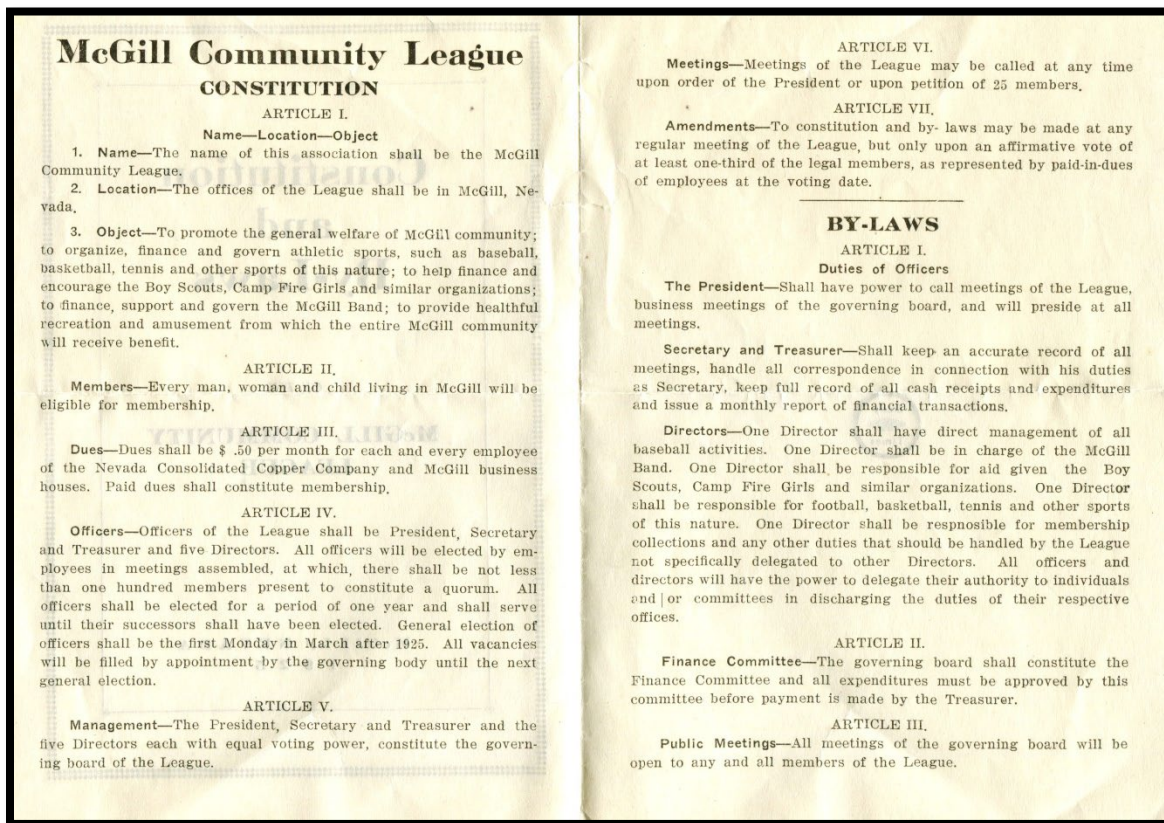 McGill Community League
CONSTITUTION
ARTICLE I.
Name—Location—Object
1. Name—The name of this association shall be the McGill
Community League.
2. Location—The offices of the League shall be in McGill, Ne-
vada.
3. Object—To promote the general welfare of McGill community;
to organize, finance and govern athletic sports, such as baseball,
basketball, tennis and other sports of this nature; to help finance and
encourage the Boy Scouts, Camp Fire Girls and similar organizations;
to finance, support and govern the McGill Band; to provide healthful
recreation and amusement from which the entire McGill community
will receive benefit.
ARTICLE II.
Members—Every man, woman and child living in McGill will be
eligible for membership.
ARTICLE III.
Dues—Dues shall be $ .50 per month for each and every employee
of the Nevada Consolidated Copper Company and McGill business
houses. Paid dues shall constitute membership.
ARTICLE IV.
Officers—Officers of the League shall be President, Secretary
and Treasurer and five Directors. All officers will be elected by em-
ployees in meetings assembled, at which, there shall be not less
than one hundred members present to constitute a quorum. All
officers shall be elected for a period of one year and shall serve
until their successors shall have been elected. General election of
officers shall be the first Monday in March after 1925. All vacancies
will be filled by appointment by the governing body until the next
general election.
ARTICLE V.
Management—The President, Secretary and Treasurer and the
five Directors each with equal voting power, constitute the govern-
ing board of the League.
ARTICLE VI.
Meetings—Meetings of the League may be called at any time
upon order of the President or upon petition of 25 members.
ARTICLE VII.
Amendments—To constitution and by- laws may be made at any
regular meeting of the League, but only upon an affirmative vote of
at least one-third of the legal members, as represented by paid-in-dues
of employees at the voting date.
BY-LAWS
ARTICLE I.
Duties of Officers
The President—Shall have power to call meetings of the League,
business meetings of the governing board, and will preside at all
meetings.
Secretary and Treasurer—Shall keep an accurate record of all
meetings, handle all correspondence in connection with his duties
as Secretary, keep full record of all cash receipts and expenditures
and issue a monthly report of financial transactions.
Directors—One Director shall have direct management of all
baseball activities. One Director shall be in charge of the McGill
Band. One Director shall be responsible for aid given the Boy
Scouts, Camp Fire Girls and similar organizations. One Director
shall be responsible for football, basketball, tennis and other sports
of this nature. One Director shall be respnosible for membership
collections and any other duties that should be handled by the League
not specifically delegated to other Directors. All officers and
directors will have the power to delegate their authority to individuals
and | or committees in discharging the duties of their respective
offices.
ARTICLE II.
Finance Committee—The governing board shall constitute the
Finance Committee and all expenditures must be approved by this
committee before payment is made by the Treasurer.
ARTICLE III.
Public Meetings—All meetings of the governing board will be
open to any and all members of the League.